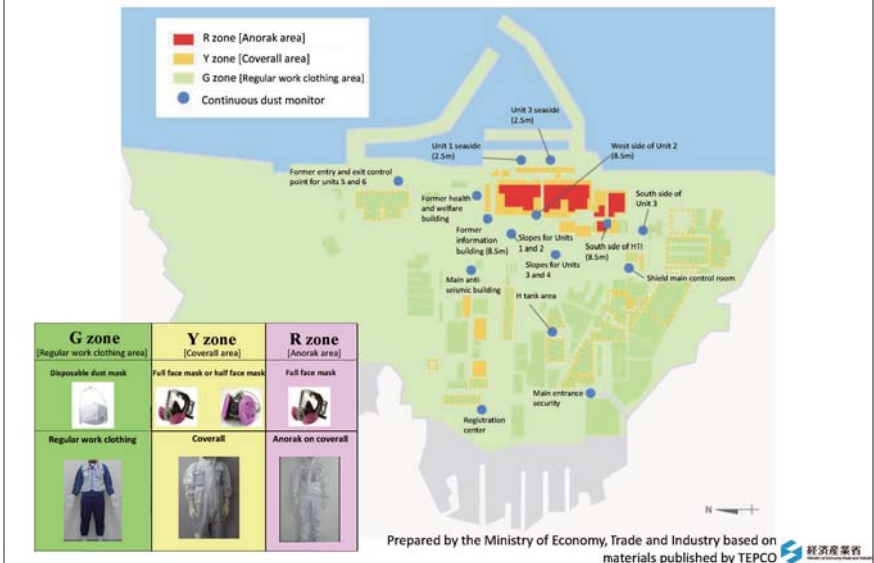 R zone [Anorak area]
Y zone [Coverall area]
G zone [Regular work clothing area]
Continuous dust monitor
Unit 3 seaside
(2.5m)
Unit 1 seaside
(2.5m)
West side of Unit 2
(8.5m)
Former entry and exit control
point for units 5 and 6
Former health
and welfare
building
South side of
Unit 3
Former
information
building (8.5m)
Slopes for Units
1 and 2
South side of HTI
(8.5m)
Slopes for Units
3 and 4
Main anti-
seismic building
Shield main control room
H tank area
Main entrance
security
Registration
center
G zone
[Regular work clothing area]
Y zone
[Coverall area]
R zone
[Anorak area]
Disposable dust mask
Full face mask or half face mask
Full face mask
Regular work clothing
Coverall
Anorak on coverall
N
Prepared by the Ministry of Economy, Trade and Industry based on
materials published by TEPCO
経済産業省
Ministry of Economy, Trade and Industry